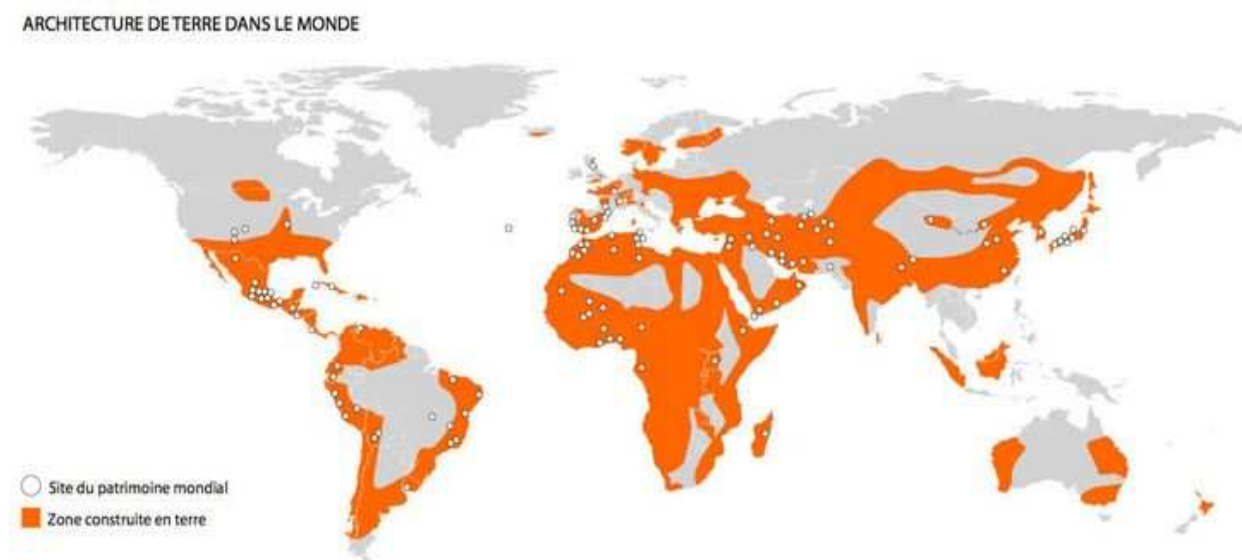 ARCHITECTURE DE TERRE DANS LE MONDE
Site du patrimoine mondial
Zone construite en terre